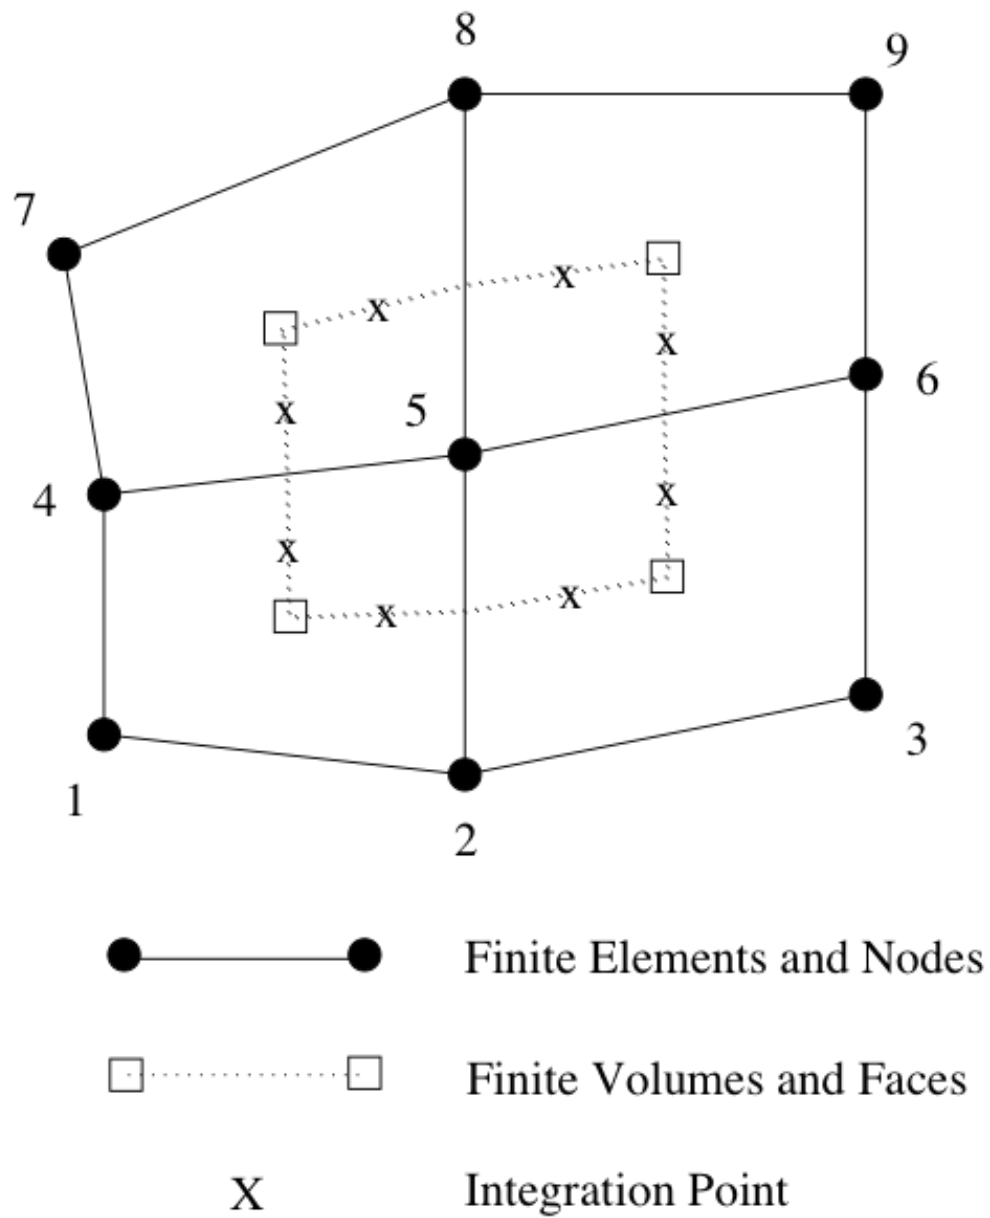 8
9
7
x
x
x
6
5
x
4
x
x
x
x
3
1
2
Finite Elements and Nodes
Finite Volumes and Faces
X Integration Point